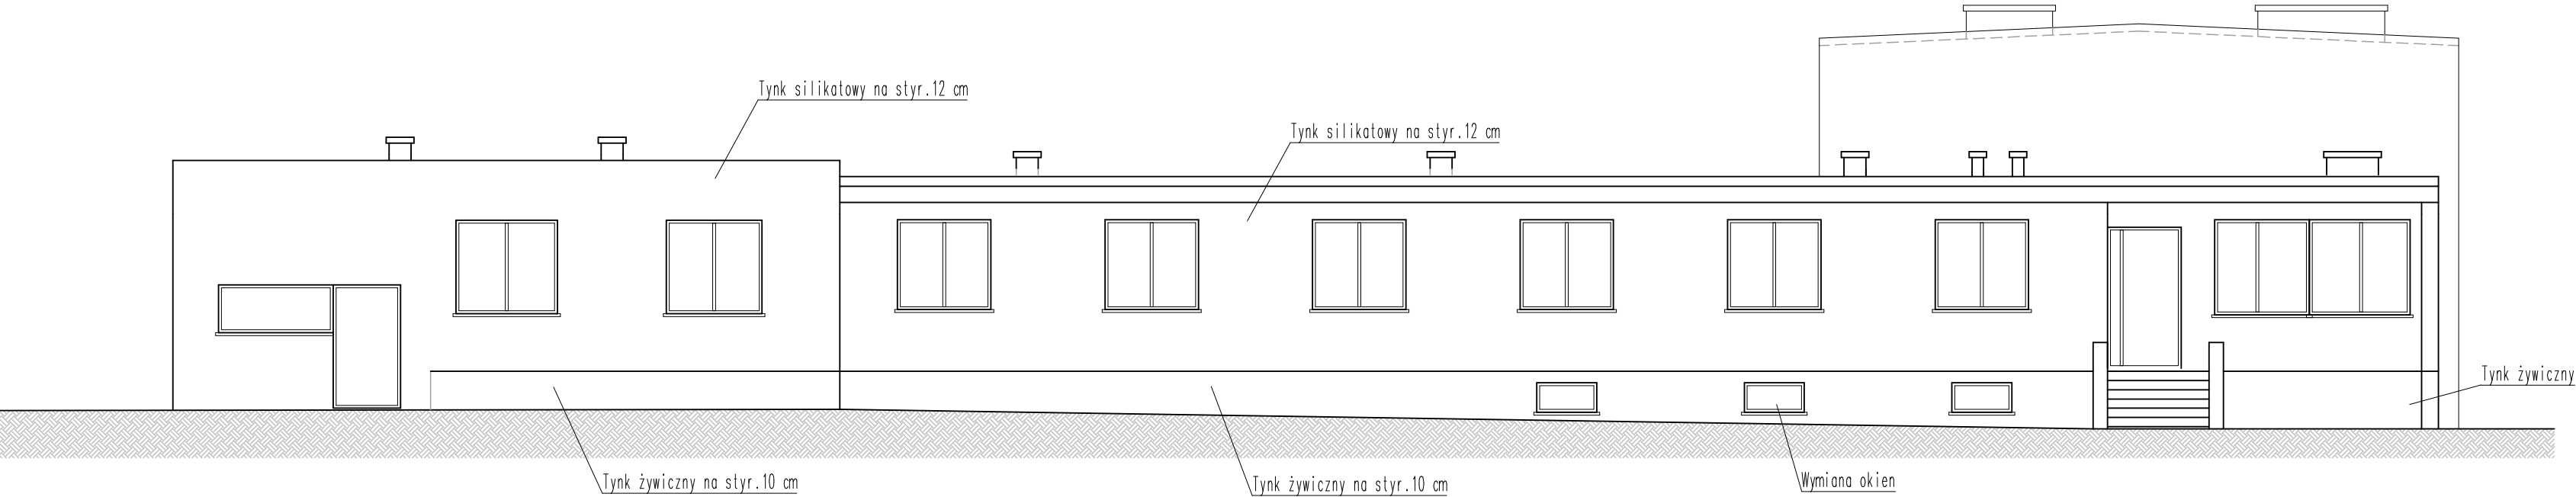 Tynk silikatowy na styr.12 cm
Tynk silikatowy na styr.12 cm
Tynk żywiczny
Tynk żywiczny na styr.10 cm
Tynk żywiczny na styr.10 cm
Wymiana okien